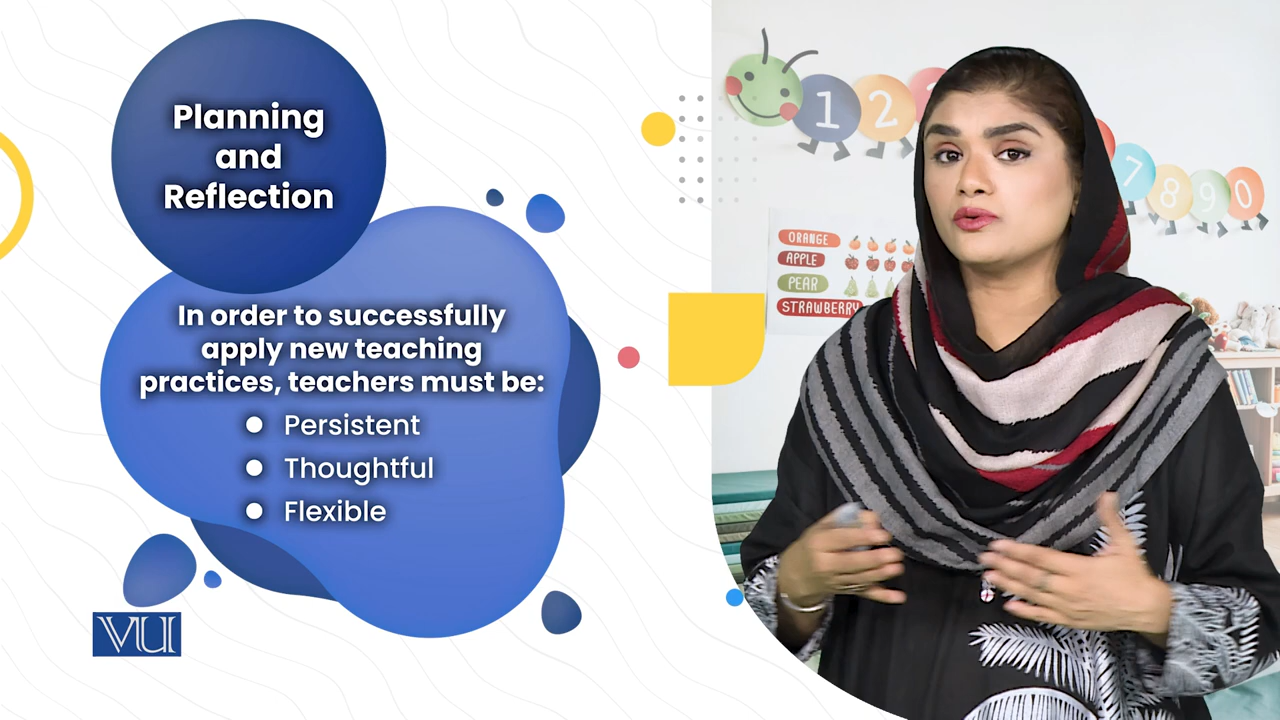 Planning
and
Reflection
In order to successfully
apply new teaching
practices, teachers must be:
Persistent
Thoughtful
Flexible
VU
1 2
7 8 9 0
ORANGE
APPLE
PEAR
STRAWBERRY